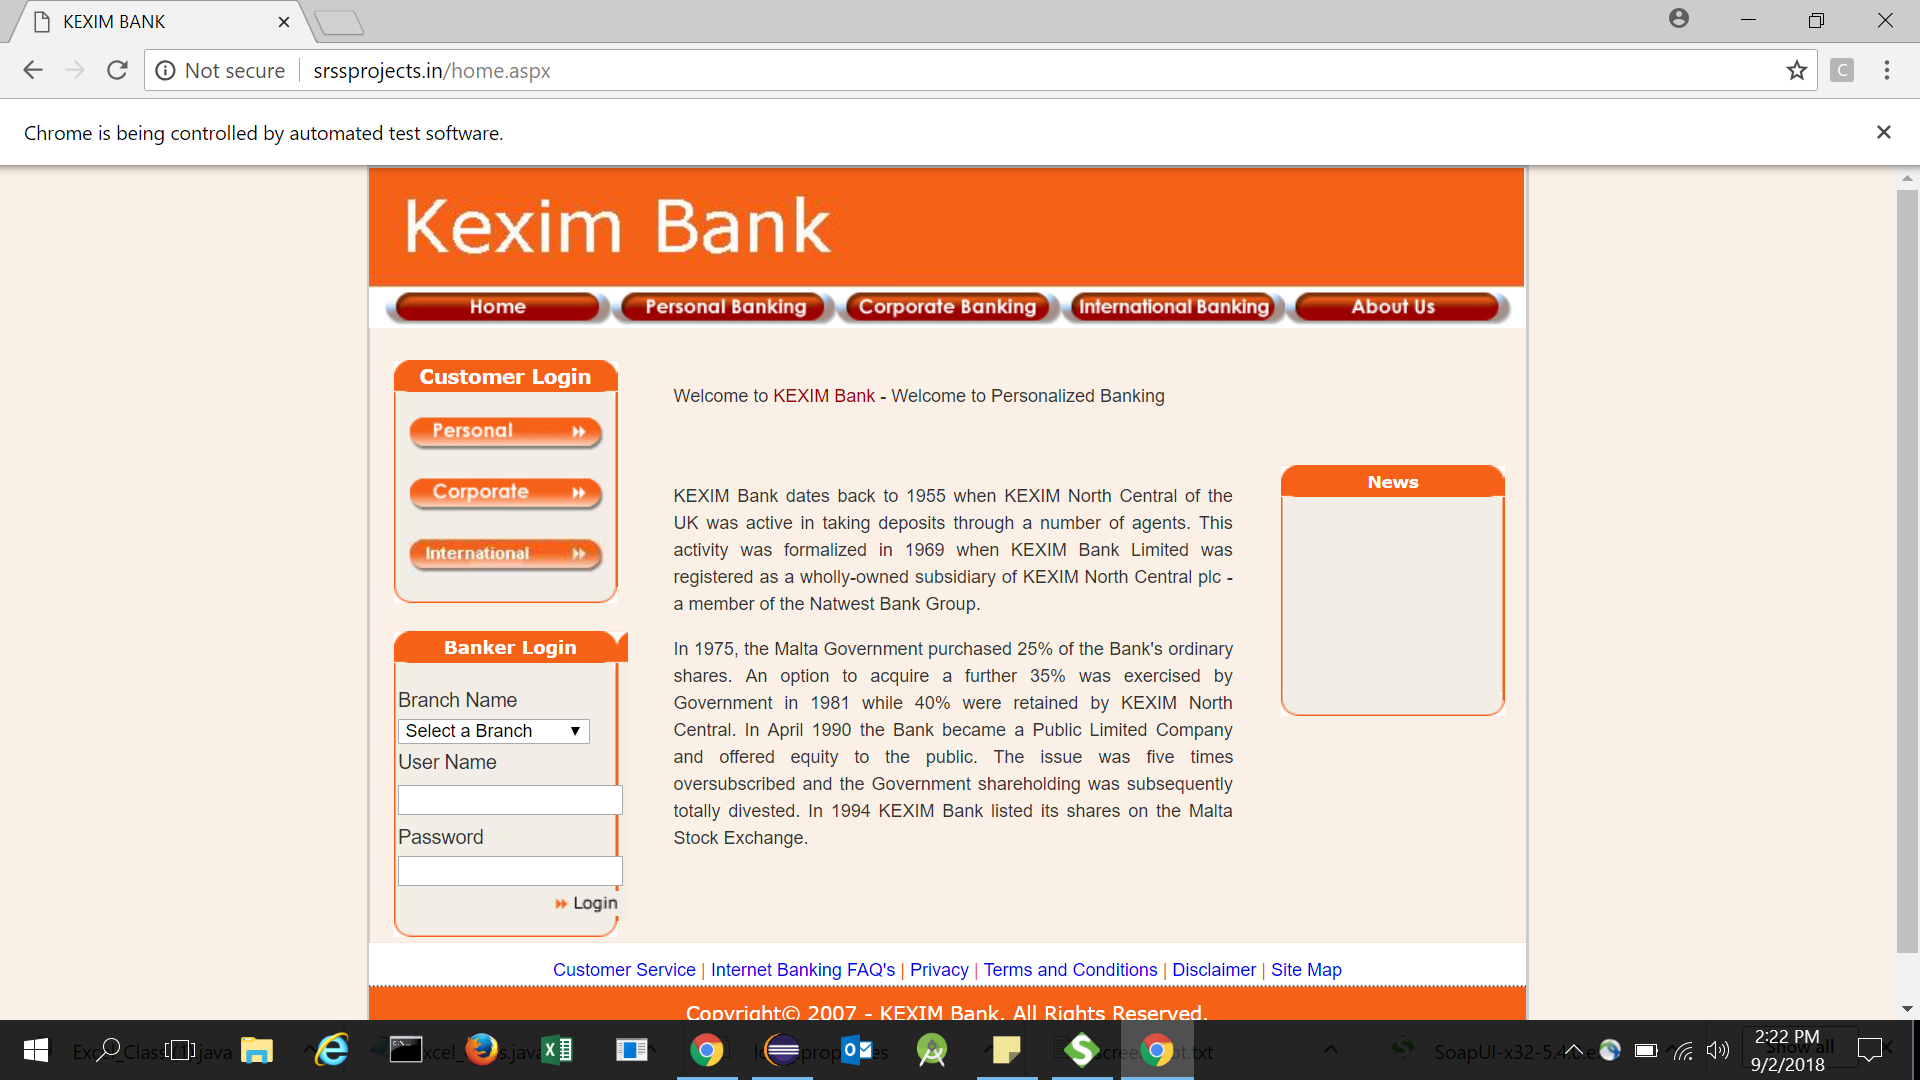 KEXIM BANK
Not secure
srssprojects.in/home.aspx
C
Chrome is being controlled by automated test software.
Kexim Bank
Home
Personal Banking
Corporate Banking
International Banking
About Us
Customer Login
Personal
Corporate
International
Banker Login
Branch Name
Select a Branch
User Name
Password
Login
Welcome to KEXIM Bank - Welcome to Personalized Banking
KEXIM Bank dates back to 1955 when KEXIM North Central of the
UK was active in taking deposits through a number of agents. This
activity was formalized in 1969 when KEXIM Bank Limited was
registered as a wholly-owned subsidiary of KEXIM North Central plc -
a member of the Natwest Bank Group.
In 1975, the Malta Government purchased 25% of the Bank's ordinary
shares. An option to acquire a further 35% was exercised by
Government in 1981 while 40% were retained by KEXIM North
Central. In April 1990 the Bank became a Public Limited Company
and offered equity to the public. The issue was five times
oversubscribed and the Government shareholding was subsequently
totally divested. In 1994 KEXIM Bank listed its shares on the Malta
Stock Exchange.
News
Customer Service | Internet Banking FAQ's | Privacy | Terms and Conditions | Disclaimer | Site Map
Copyright© 2007 - KEXIM Bank. All Rights Reserved.
2:22 PM
9/2/2018
Show all